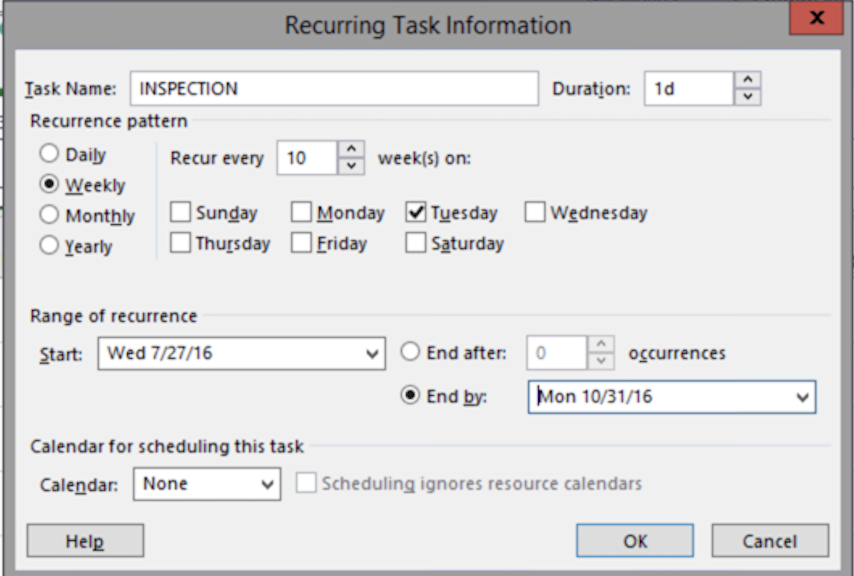 Recurring Task Information
x
Task Name: INSPECTION Duration: 1d
Recurrence pattern
Daily Recur every 10 week(s) on:
Weekly
Monthly Sunday Monday Tuesday Wednesday
Yearly Thursday Friday Saturday
Range of recurrence
Start: Wed 7/27/16 End after: 0 occurrences
End by: Mon 10/31/16
Calendar for scheduling this task
Calendar: None Scheduling ignores resource calendars
Help OK Cancel